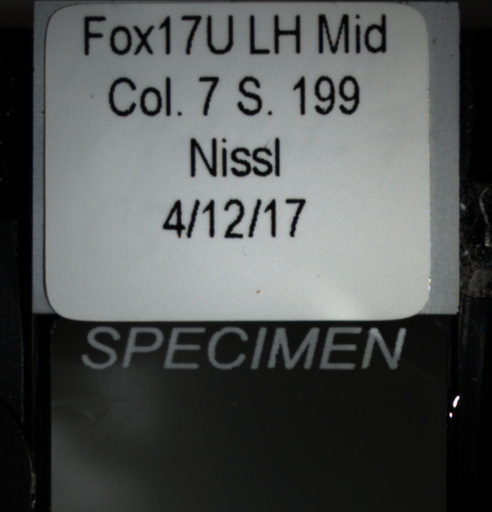 Fox17U LH Mid
Col. 7 S. 199
Nissl
4/12/17
SPECIMEN